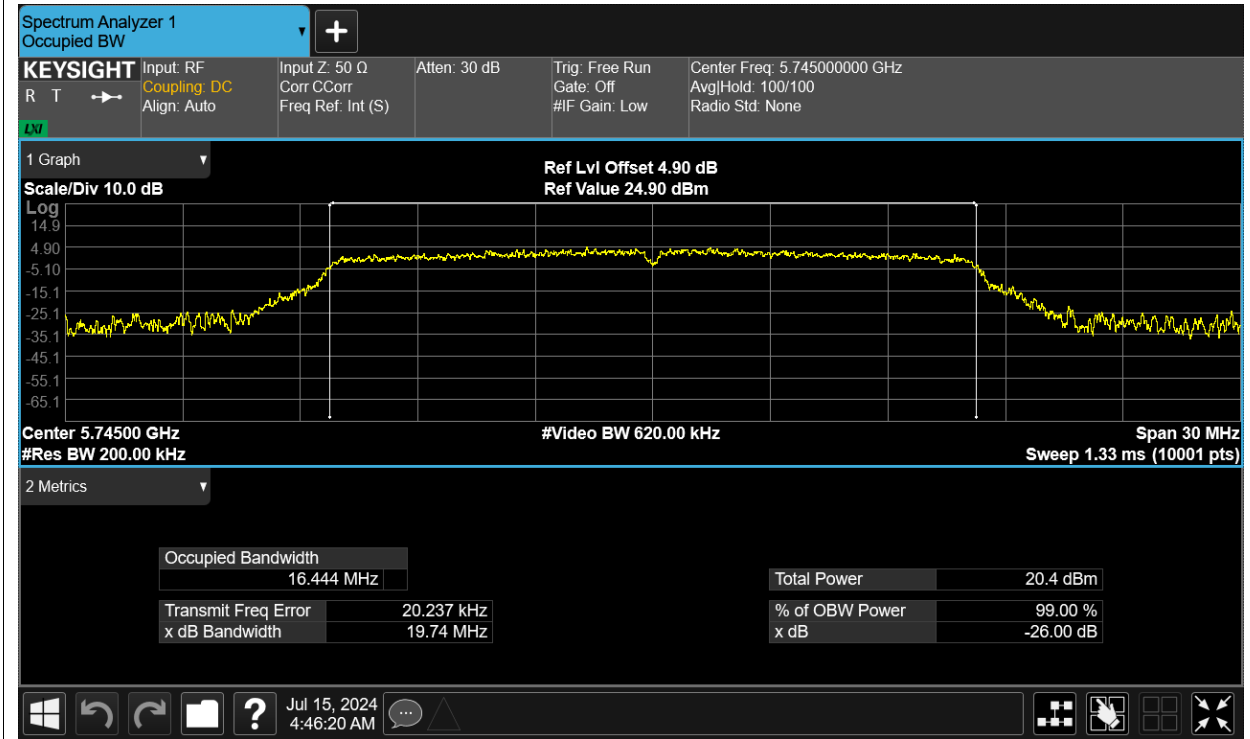 Spectrum Analyzer 1
Occupied BW
KEYSIGHT
R T
LXI
Input: RF
Coupling: DC
Align: Auto
Input Z: 50 Ω
Corr CCorr
Freq Ref: Int (S)
Atten: 30 dB
Trig: Free Run
Gate: Off
#IF Gain: Low
Center Freq: 5.745000000 GHz
Avg|Hold: 100/100
Radio Std: None
1 Graph
Scale/Div 10.0 dB
Ref Lvl Offset 4.90 dB
Ref Value 24.90 dBm
Log
14.9
4.90
-5.10
-15.1
-25.1
-35.1
-45.1
-55.1
-65.1
Center 5.74500 GHz
#Res BW 200.00 kHz
#Video BW 620.00 kHz
Span 30 MHz
Sweep 1.33 ms (10001 pts)
2 Metrics
Occupied Bandwidth
16.444 MHz
Transmit Freq Error 20.237 kHz
x dB Bandwidth 19.74 MHz
Total Power 20.4 dBm
% of OBW Power 99.00 %
x dB -26.00 dB
?
Jul 15, 2024
4:46:20 AM